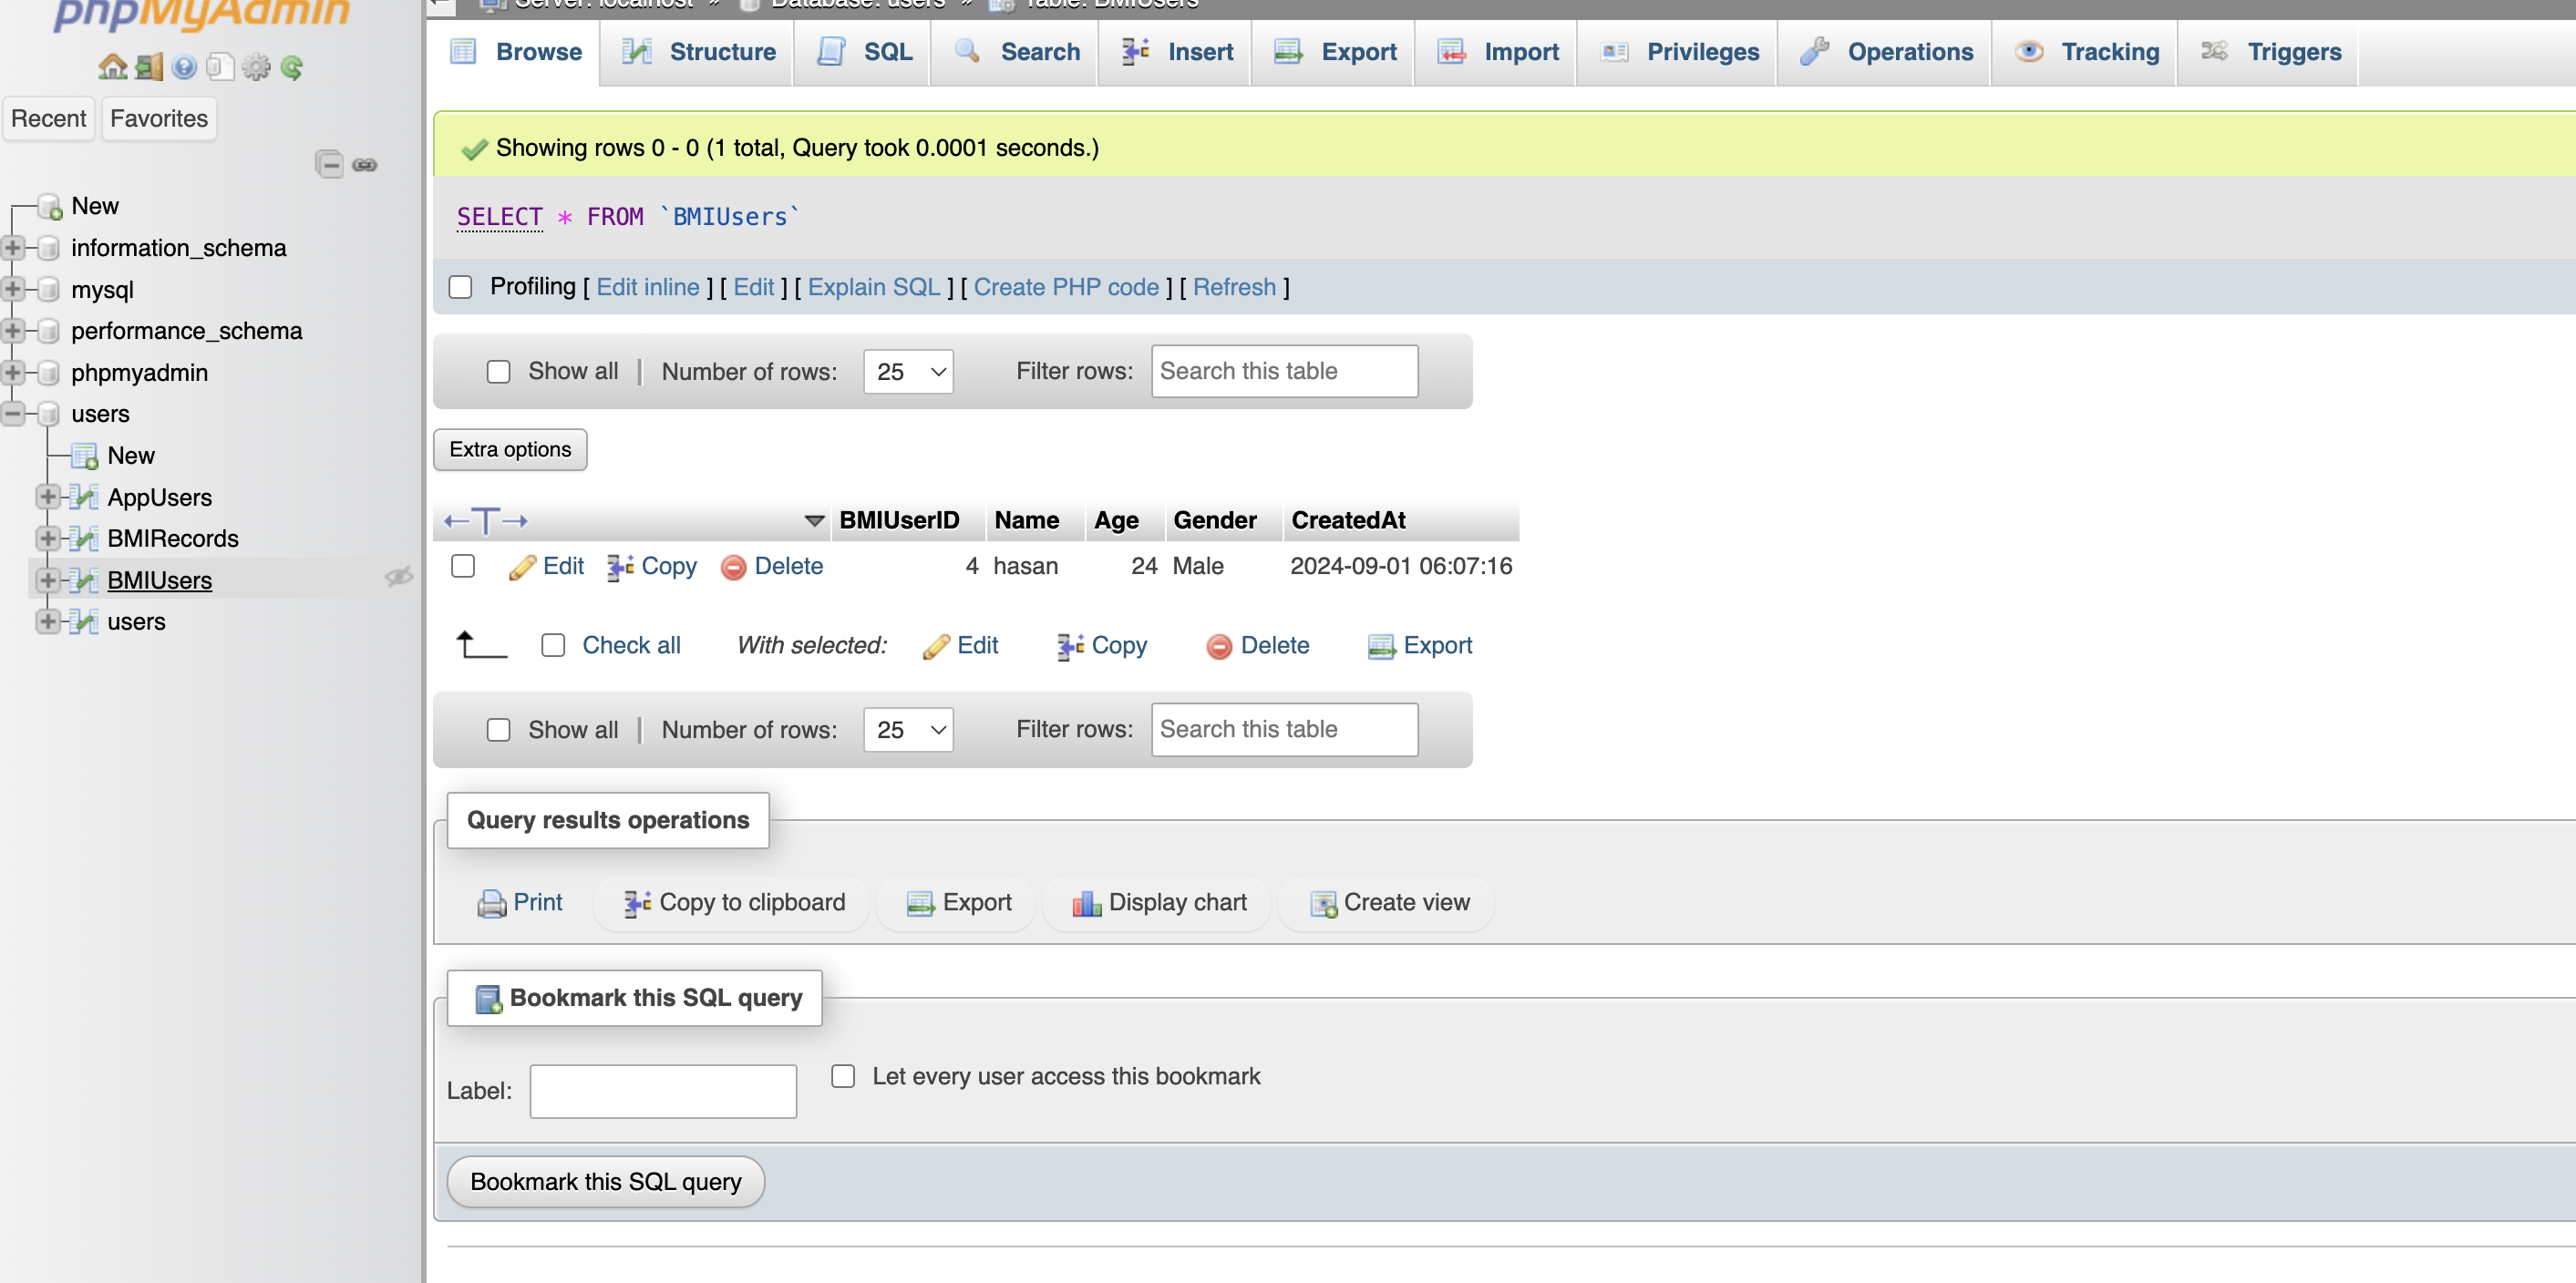 phpMyAdmin
Server: localhost » Database: users » Table: BMIUsers
Browse Structure SQL Search Insert Export Import Privileges Operations Tracking Triggers
Recent Favorites
New
information_schema
mysql
performance_schema
phpmyadmin
users
New
AppUsers
BMIRecords
BMIUsers
users
Showing rows 0 - 0 (1 total, Query took 0.0001 seconds.)
SELECT * FROM `BMIUsers`
Profiling [ Edit inline ] [ Edit ] [ Explain SQL ] [ Create PHP code ] [ Refresh ]
Show all | Number of rows: 25 Filter rows: Search this table
Extra options
BMIUserID Name Age Gender CreatedAt
Edit Copy Delete 4 hasan 24 Male 2024-09-01 06:07:16
Check all With selected: Edit Copy Delete Export
Show all | Number of rows: 25 Filter rows: Search this table
Query results operations
Print Copy to clipboard Export Display chart Create view
Bookmark this SQL query
Label: Let every user access this bookmark
Bookmark this SQL query